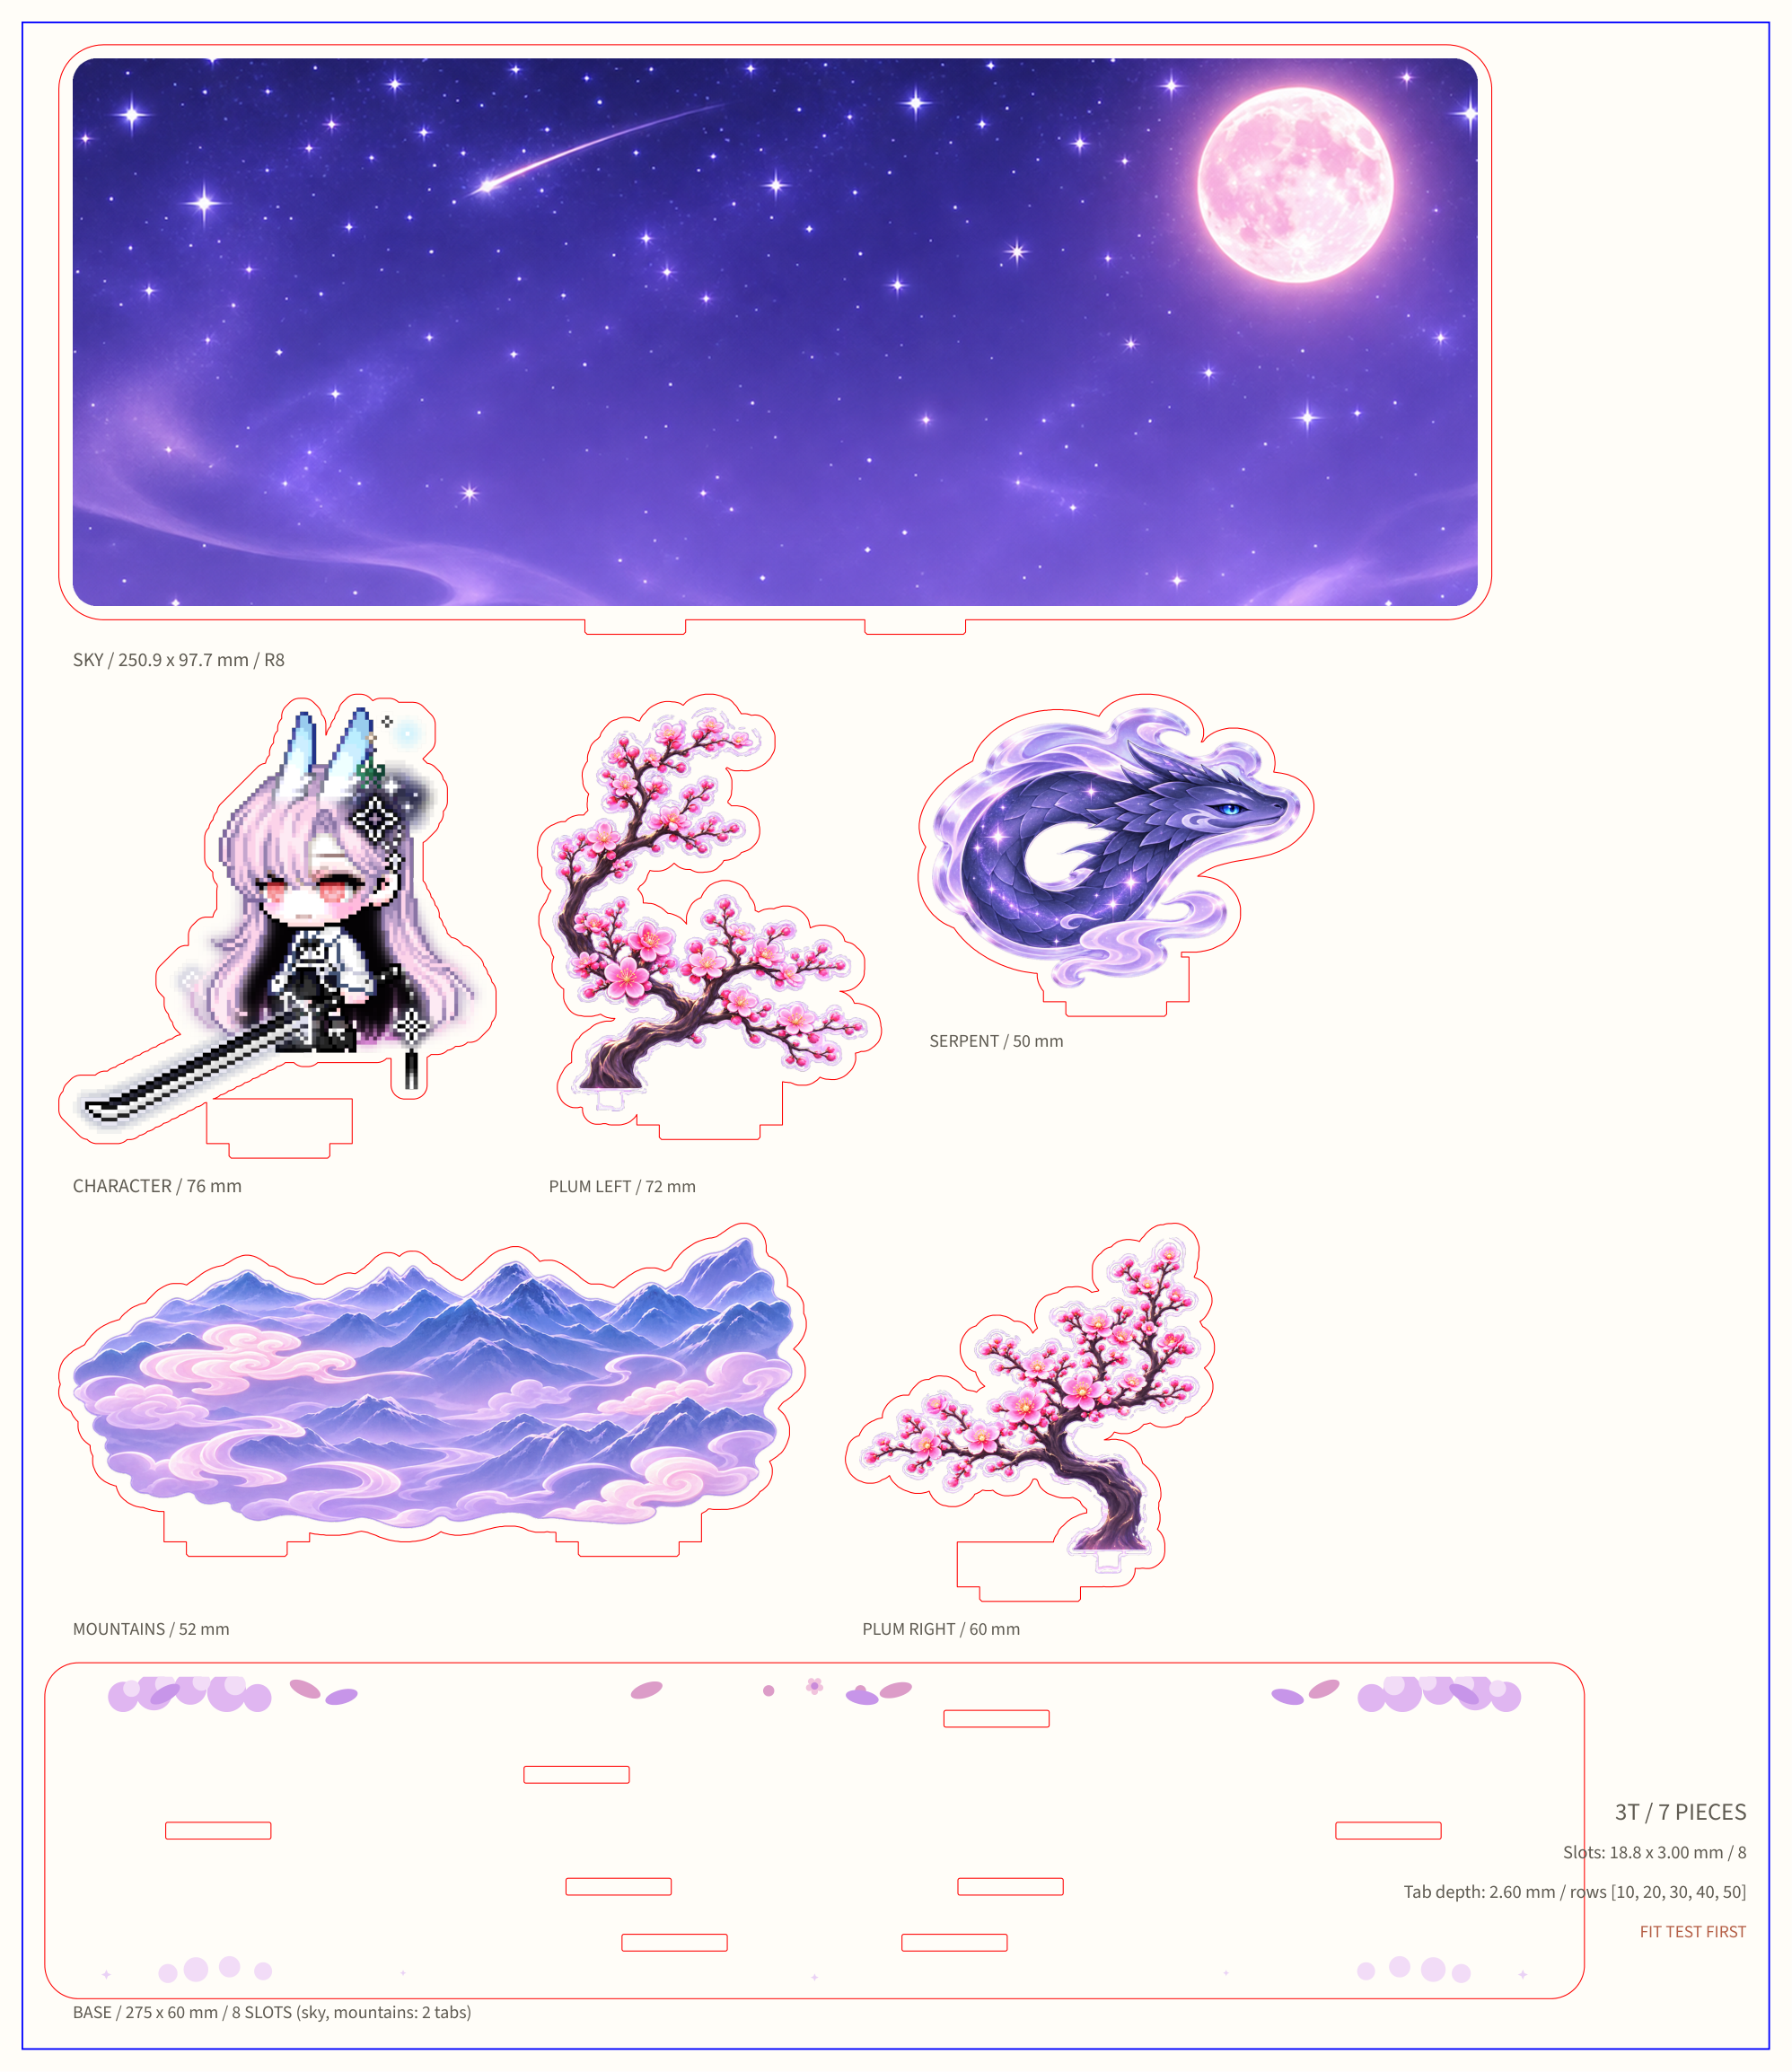 SKY / 250.9 x 97.7 mm / R8
SERPENT / 50 mm
CHARACTER / 76 mm
PLUM LEFT / 72 mm
MOUNTAINS / 52 mm
PLUM RIGHT / 60 mm
3T / 7 PIECES
Slots: 18.8 x 3.00 mm / 8
Tab depth: 2.60 mm / rows [10, 20, 30, 40, 50]
FIT TEST FIRST
BASE / 275 x 60 mm / 8 SLOTS (sky, mountains: 2 tabs)